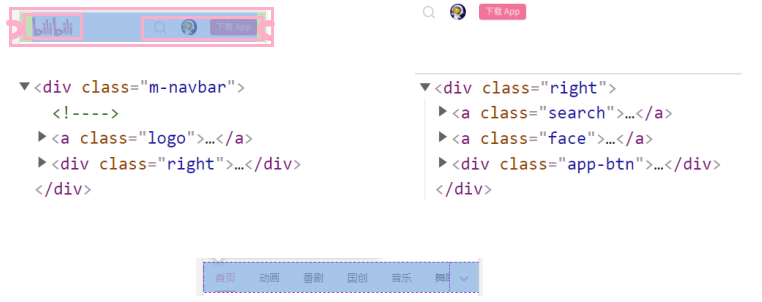 bilibili
下载 App
下载 App
<div class="m-navbar">
<!---->
<a class="logo">…</a>
<div class="right">…</div>
</div>
<div class="right">
<a class="search">…</a>
<a class="face">…</a>
<div class="app-btn">…</div>
</div>
首页 动画 番剧 国创 音乐